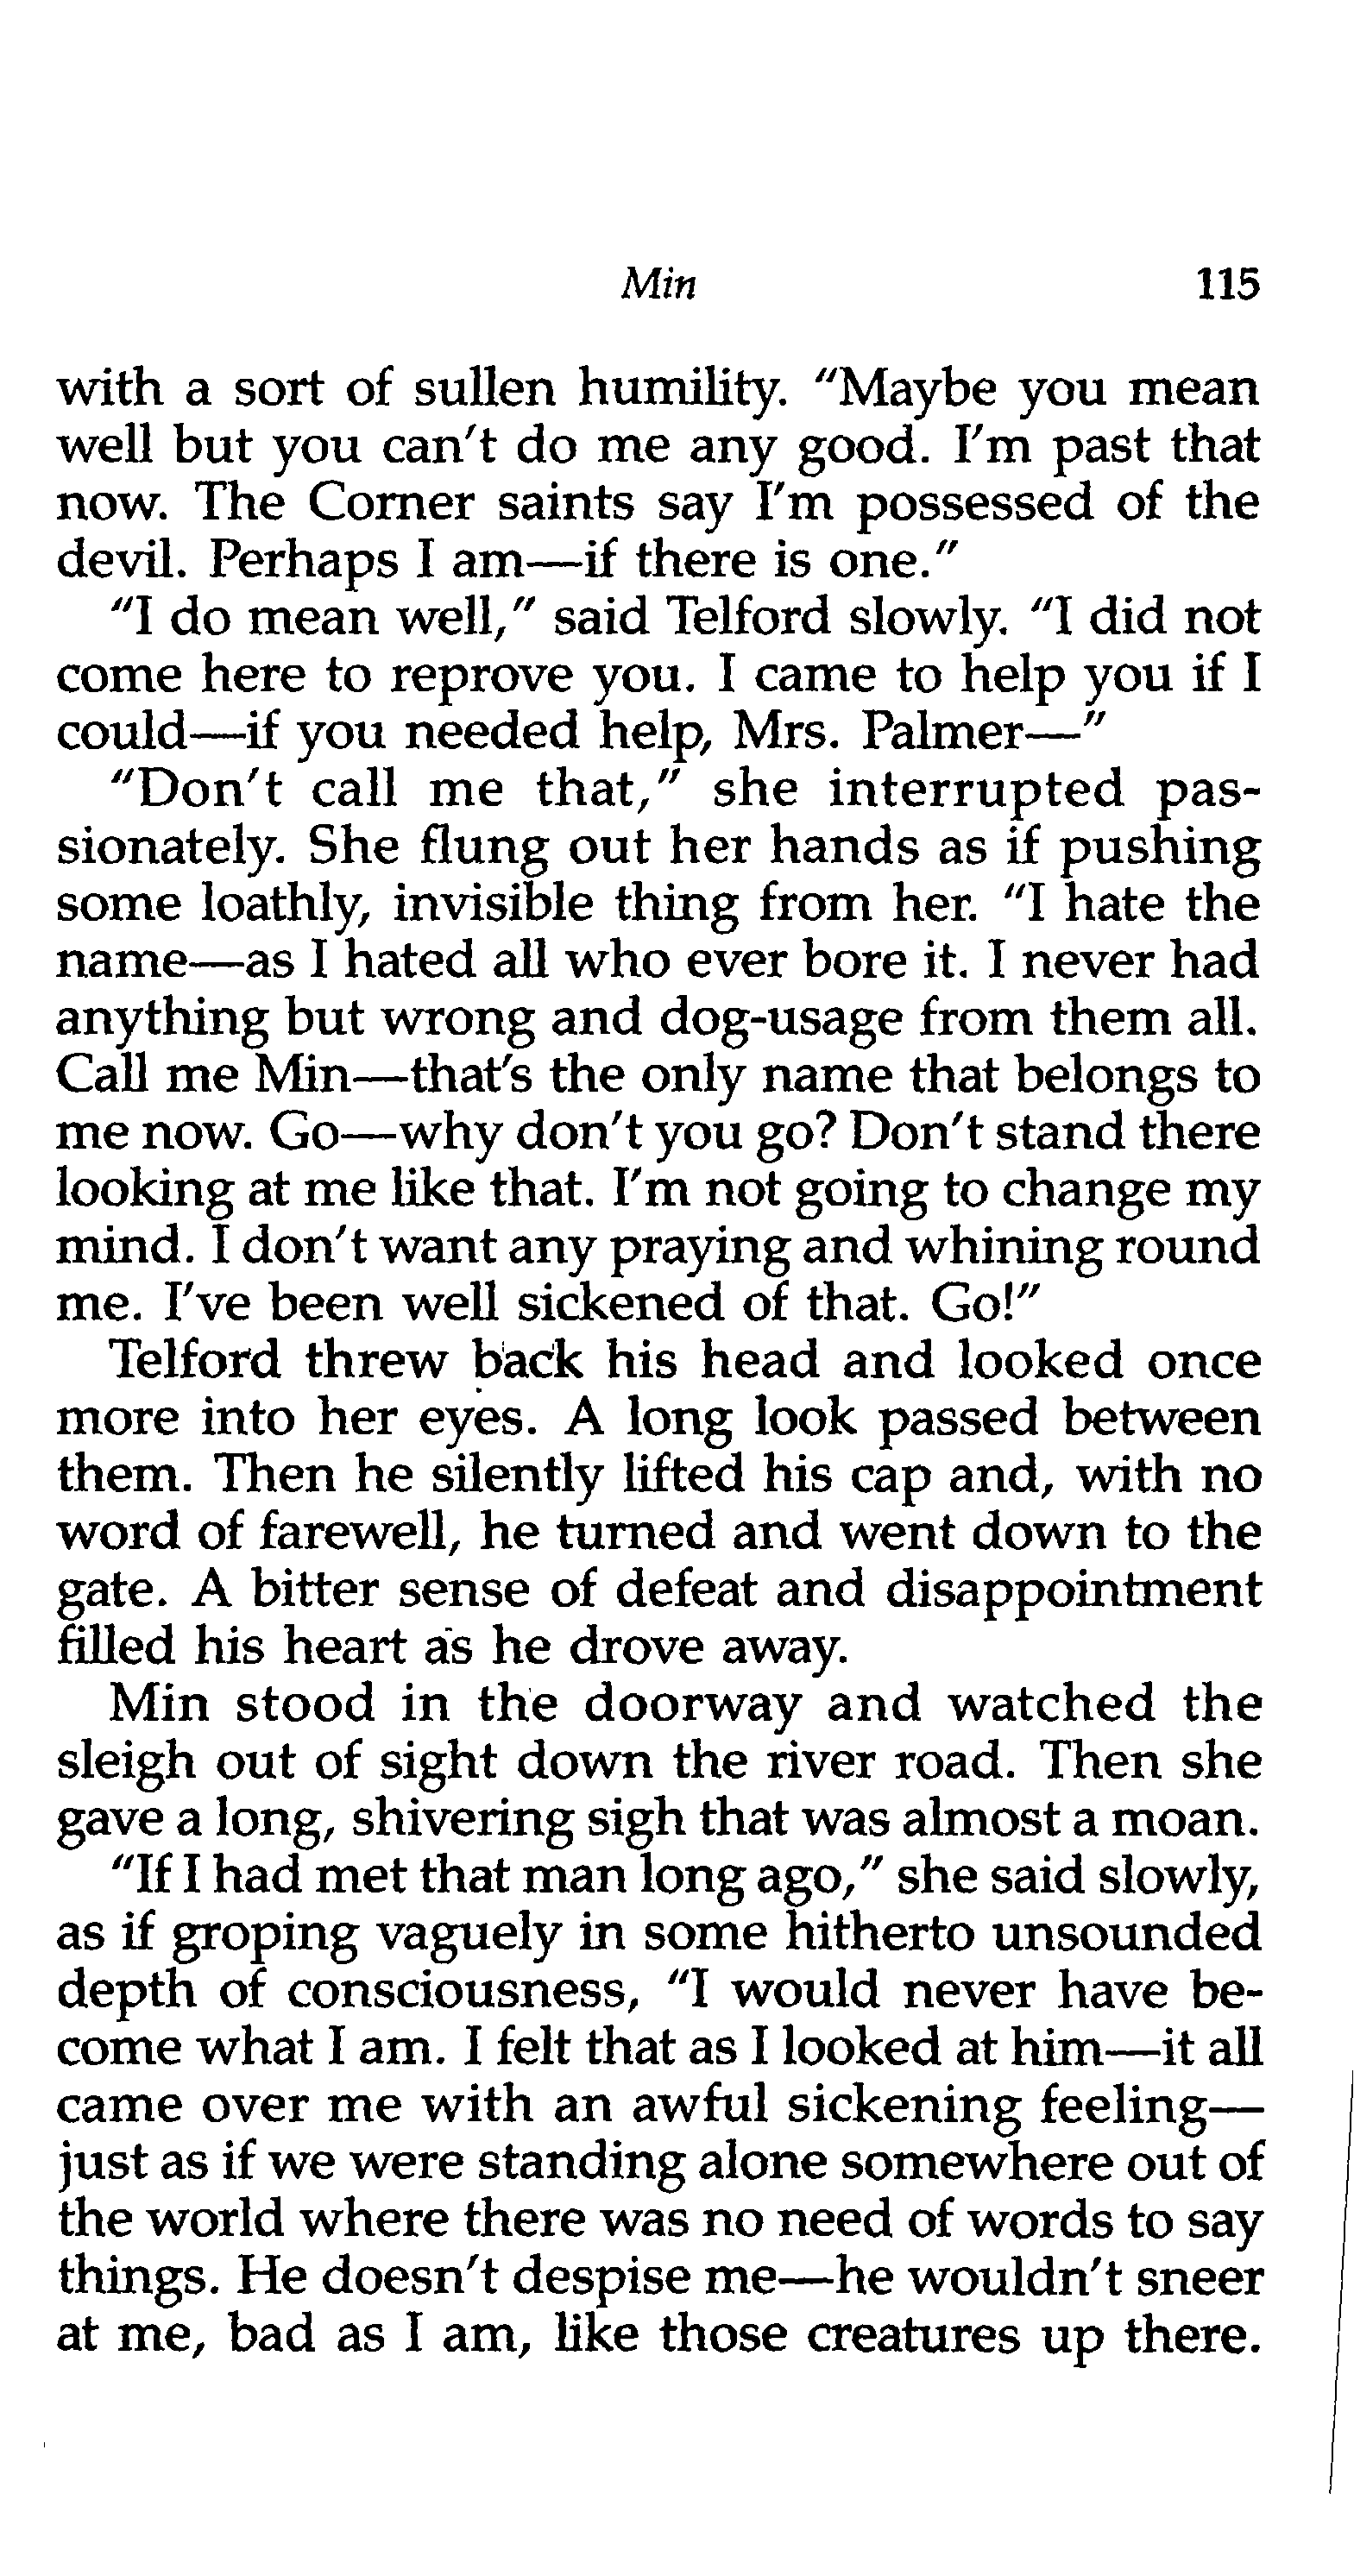 Min 115
with a sort of sullen humility. "Maybe you mean
well but you can't do me any good. I'm past that
now. The Corner saints say I'm possessed of the
devil. Perhaps I am—if there is one."
"I do mean well," said Telford slowly. "I did not
come here to reprove you. I came to help you if I
could—if you needed help, Mrs. Palmer—"
"Don't call me that," she interrupted pas-
sionately. She flung out her hands as if pushing
some loathly, invisible thing from her. "I hate the
name—as I hated all who ever bore it. I never had
anything but wrong and dog-usage from them all.
Call me Min—that's the only name that belongs to
me now. Go—why don't you go? Don't stand there
looking at me like that. I'm not going to change my
mind. I don't want any praying and whining round
me. I've been well sickened of that. Go!"
Telford threw back his head and looked once
more into her eyes. A long look passed between
them. Then he silently lifted his cap and, with no
word of farewell, he turned and went down to the
gate. A bitter sense of defeat and disappointment
filled his heart as he drove away.
Min stood in the doorway and watched the
sleigh out of sight down the river road. Then she
gave a long, shivering sigh that was almost a moan.
"If I had met that man long ago," she said slowly,
as if groping vaguely in some hitherto unsounded
depth of consciousness, "I would never have be-
come what I am. I felt that as I looked at him—it all
came over me with an awful sickening feeling—
just as if we were standing alone somewhere out of
the world where there was no need of words to say
things. He doesn't despise me—he wouldn't sneer
at me, bad as I am, like those creatures up there.